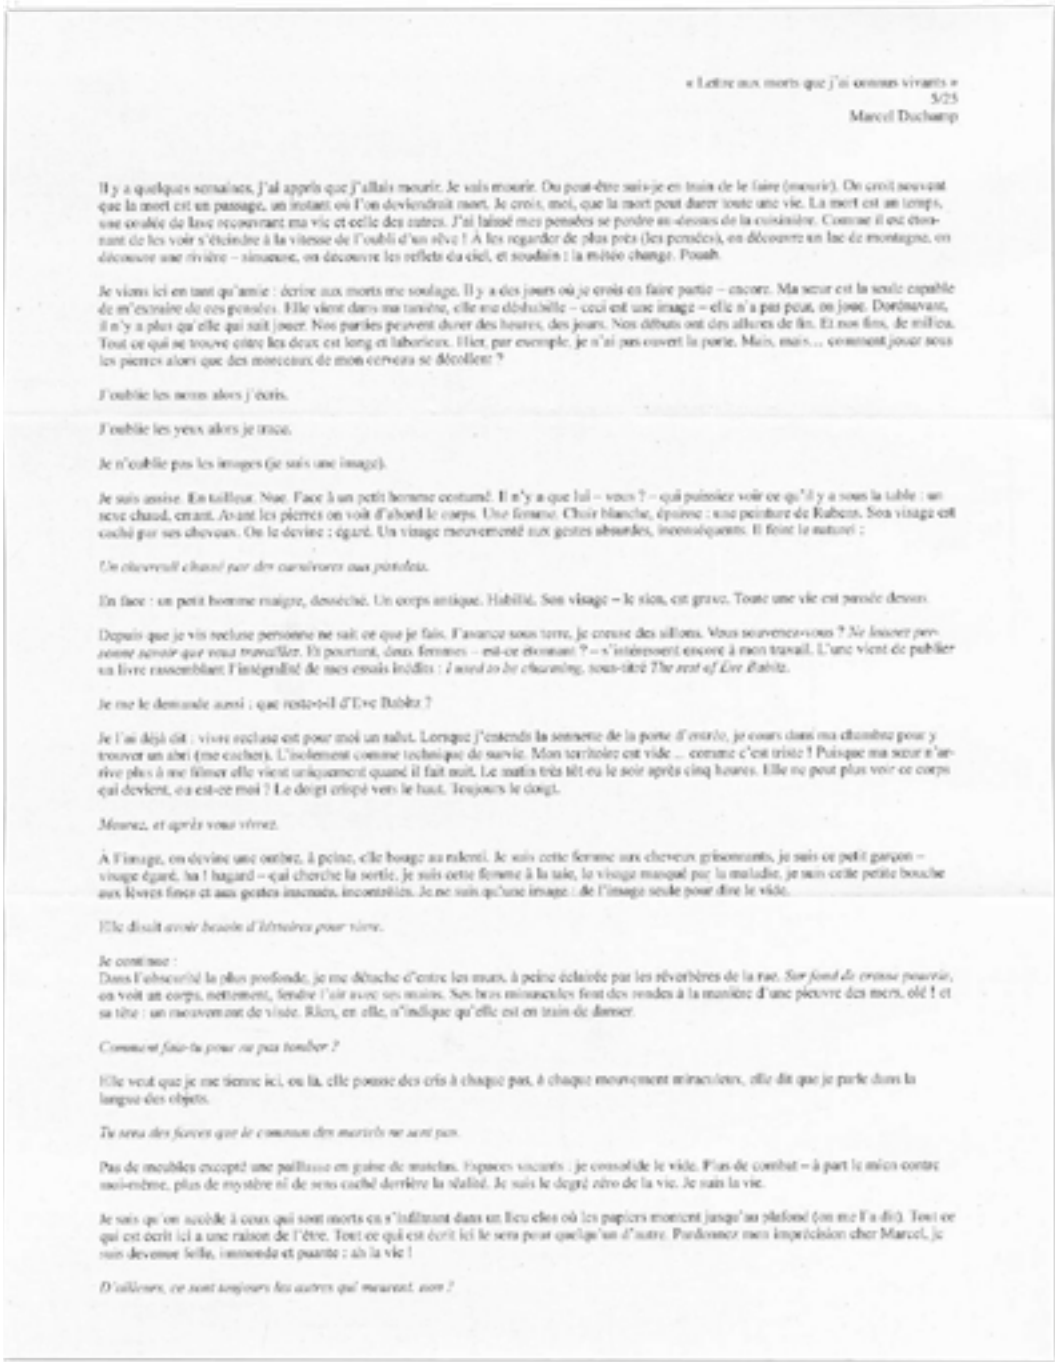 « Lettre aux morts que j'ai connus vivants »
5/25
Marcel Duchamp
Il y a quelques semaines, j'ai appris que j'allais mourir. Je vais mourir. Ou peut-être suis-je en train de le faire (mourir). On croit souvent
que la mort est un passage, un instant où l'on deviendrait mort. Je crois, moi, que la mort peut durer toute une vie. La mort est un temps,
une coulée de lave recouvrant ma vie et celle des autres. J'ai laissé mes pensées se perdre au-dessus de la cuisinière. Comme il est éton-
nant de les voir s'éteindre à la vitesse de l'oubli d'un rêve ! À les regarder de plus près (les pensées), on découvre un lac de montagne, on
découvre une rivière – sinueuse, on découvre les reflets du ciel, et soudain : la météo change. Pouah.
Je viens ici en tant qu'amie : écrire aux morts me soulage. Il y a des jours où je crois en faire partie – encore. Ma sœur est la seule capable
de m'extraire de ces pensées. Elle vient dans ma tanière, elle me déshabille – ceci est une image – elle n'a pas peur, on joue. Dorénavant,
il n'y a plus qu'elle qui sait jouer. Nos parties peuvent durer des heures, des jours. Nos débuts ont des allures de fin. Et nos fins, de milieu.
Tout ce qui se trouve entre les deux est long et laborieux. Hier, par exemple, je n'ai pas ouvert la porte. Mais, mais… comment jouer sous
les pierres alors que des morceaux de mon cerveau se décollent ?
J'oublie les noms alors j'écris.
J'oublie les yeux alors je trace.
Je n'oublie pas les images (je suis une image).
Je suis assise. En tailleur. Nue. Face à un petit homme costumé. Il n'y a que lui – vous ? – qui puissiez voir ce qu'il y a sous la table : un
sexe chaud, errant. Avant les pierres on voit d'abord le corps. Une femme. Chair blanche, épaisse : une peinture de Rubens. Son visage est
caché par ses cheveux. On le devine : égaré. Un visage mouvementé aux gestes absurdes, inconséquents. Il feint le naturel :
Un chevreuil chassé par des carnivores aux pistolets.
En face : un petit homme maigre, desséché. Un corps antique. Habillé. Son visage – le sien, est grave. Toute une vie est passée dessus.
Depuis que je vis recluse personne ne sait ce que je fais. J'avance sous terre, je creuse des sillons. Vous souvenez-vous ? Ne laissez per-
sonne savoir que vous travaillez. Et pourtant, deux femmes – est-ce étonnant ? – s'intéressent encore à mon travail. L'une vient de publier
un livre rassemblant l'intégralité de mes essais inédits : I used to be charming, sous-titré The rest of Eve Babitz.
Je me le demande aussi : que reste-t-il d'Eve Babitz ?
Je l'ai déjà dit : vivre recluse est pour moi un salut. Lorsque j'entends la sonnette de la porte d'entrée, je cours dans ma chambre pour y
trouver un abri (me cacher). L'isolement comme technique de survie. Mon territoire est vide ... comme c'est triste ! Puisque ma sœur n'ar-
rive plus à me filmer elle vient uniquement quand il fait nuit. Le matin très tôt ou le soir après cinq heures. Elle ne peut plus voir ce corps
qui devient, ou est-ce moi ? Le doigt crispé vers le haut. Toujours le doigt.
Mourez, et après vous vivrez.
À l'image, on devine une ombre, à peine, elle bouge au ralenti. Je suis cette femme aux cheveux grisonnants, je suis ce petit garçon –
visage égaré, ha ! hagard – qui cherche la sortie, je suis cette femme à la taie, le visage masqué par la maladie, je suis cette petite bouche
aux lèvres fines et aux gestes insensés, incontrôlés. Je ne suis qu'une image : de l'image seule pour dire le vide.
Elle disait avoir besoin d'histoires pour vivre.
Je continue :
Dans l'obscurité la plus profonde, je me détache d'entre les murs, à peine éclairée par les réverbères de la rue. Sur fond de crasse pourrie,
on voit un corps, nettement, fendre l'air avec ses mains. Ses bras minuscules font des rondes à la manière d'une pieuvre des mers, olé ! et
sa tête : un mouvement de visée. Rien, en elle, n'indique qu'elle est en train de danser.
Comment fais-tu pour ne pas tomber ?
Elle veut que je me tienne ici, ou là, elle pousse des cris à chaque pas, à chaque mouvement miraculeux, elle dit que je parle dans la
langue des objets.
Tu sens des forces que le commun des mortels ne sent pas.
Pas de meubles excepté une paillasse en guise de matelas. Espaces vacants : je consolide le vide. Plus de combat – à part le mien contre
moi-même, plus de mystère ni de sens caché derrière la réalité. Je suis le degré zéro de la vie. Je suis la vie.
Je sais qu'on accède à ceux qui sont morts en s'infiltrant dans un lieu clos où les papiers montent jusqu'au plafond (on me l'a dit). Tout ce
qui est écrit ici a une raison de l'être. Tout ce qui est écrit ici le sera pour quelqu'un d'autre. Pardonnez mon imprécision cher Marcel, je
suis devenue folle, immonde et puante : ah la vie !
D'ailleurs, ce sont toujours les autres qui meurent, non ?